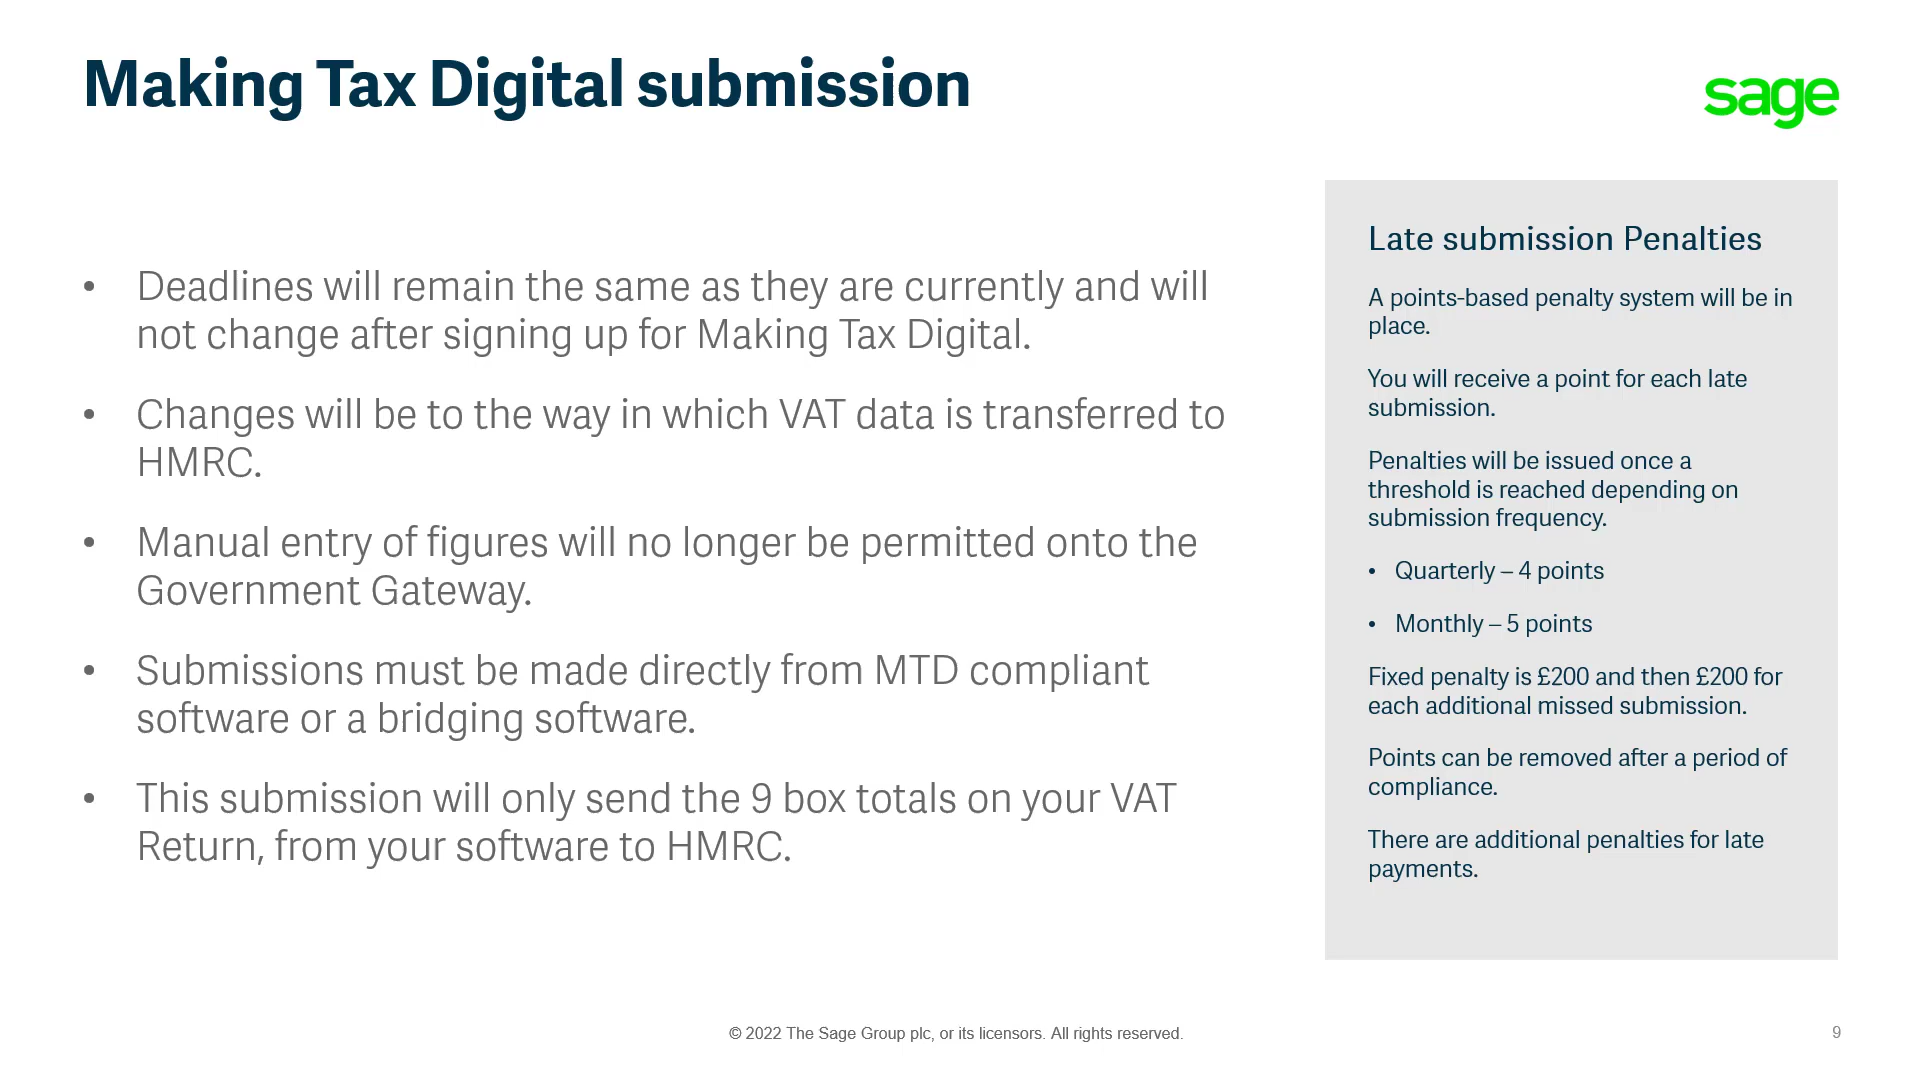 Making Tax Digital submission
sage
• Deadlines will remain the same as they are currently and will
not change after signing up for Making Tax Digital.
• Changes will be to the way in which VAT data is transferred to
HMRC.
• Manual entry of figures will no longer be permitted onto the
Government Gateway.
• Submissions must be made directly from MTD compliant
software or a bridging software.
• This submission will only send the 9 box totals on your VAT
Return, from your software to HMRC.
Late submission Penalties
A points-based penalty system will be in
place.
You will receive a point for each late
submission.
Penalties will be issued once a
threshold is reached depending on
submission frequency.
• Quarterly – 4 points
• Monthly – 5 points
Fixed penalty is £200 and then £200 for
each additional missed submission.
Points can be removed after a period of
compliance.
There are additional penalties for late
payments.
© 2022 The Sage Group plc, or its licensors. All rights reserved.
9